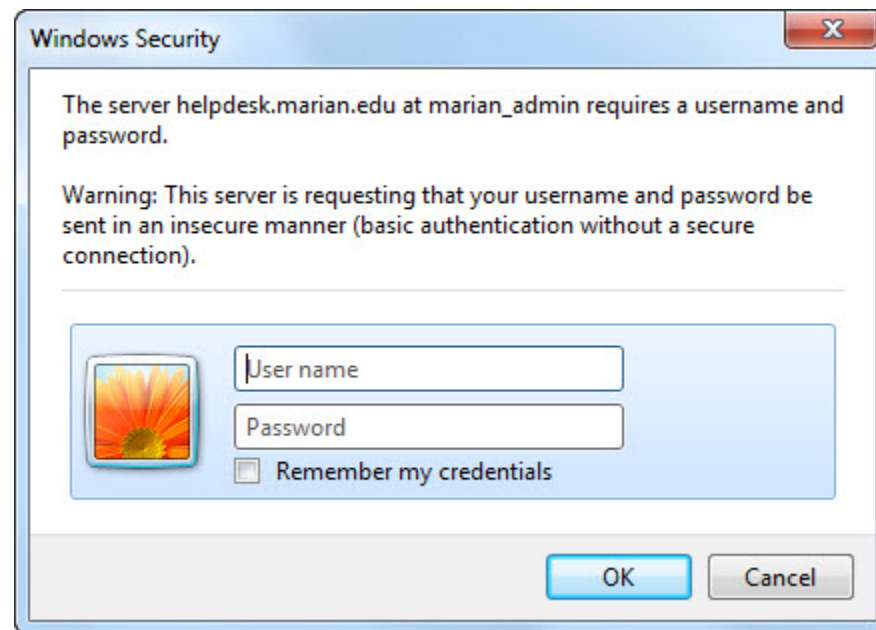 Windows Security
The server helpdesk.marian.edu at marian_admin requires a username and
password.
Warning: This server is requesting that your username and password be
sent in an insecure manner (basic authentication without a secure
connection).
User name
Password
Remember my credentials
OK
Cancel